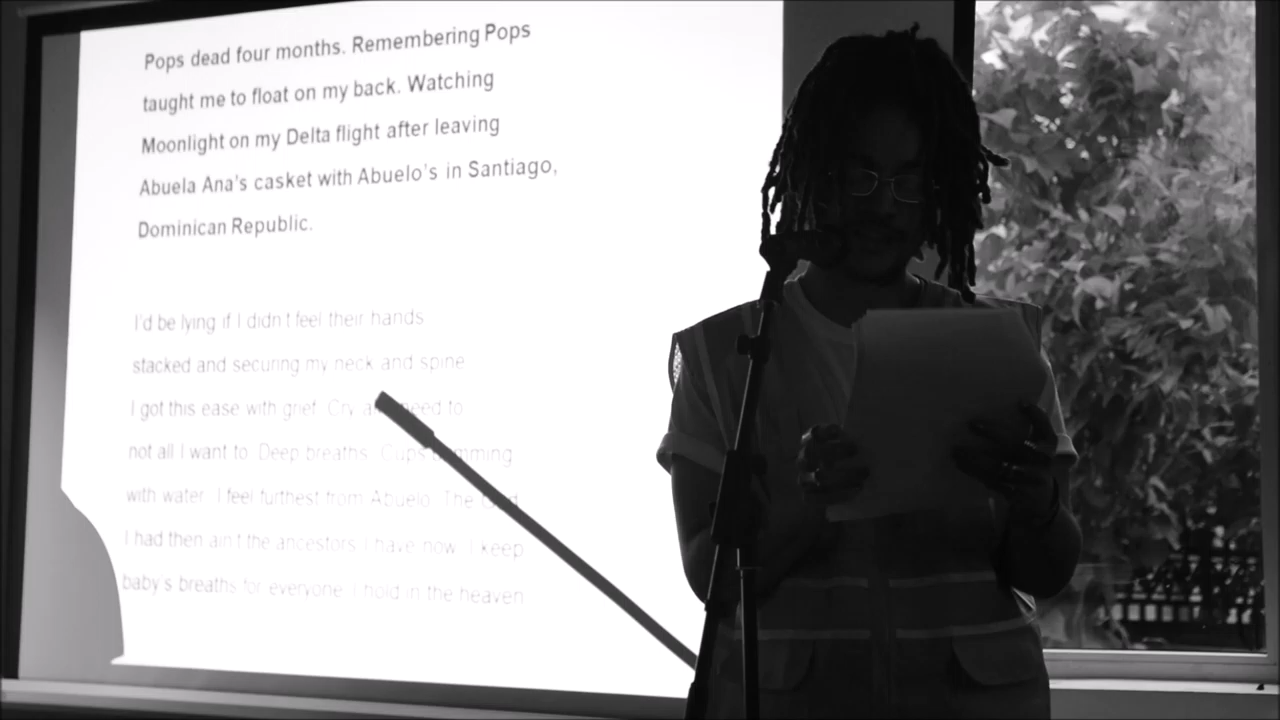 Pops dead four months. Remembering Pops
taught me to float on my back. Watching
Moonlight on my Delta flight after leaving
Abuela Ana's casket with Abuelo's in Santiago,
Dominican Republic.
I'd be lying if I didn't feel their hands
stacked and securing my neck and spine
I got this ease with grief. Cry need to
not all I want to. Deep breaths. Cups
with water. I feel furthest from Abuelo. The
I had then ain't the ancestors I have now. I keep
baby's breaths for everyone I hold in the heaven